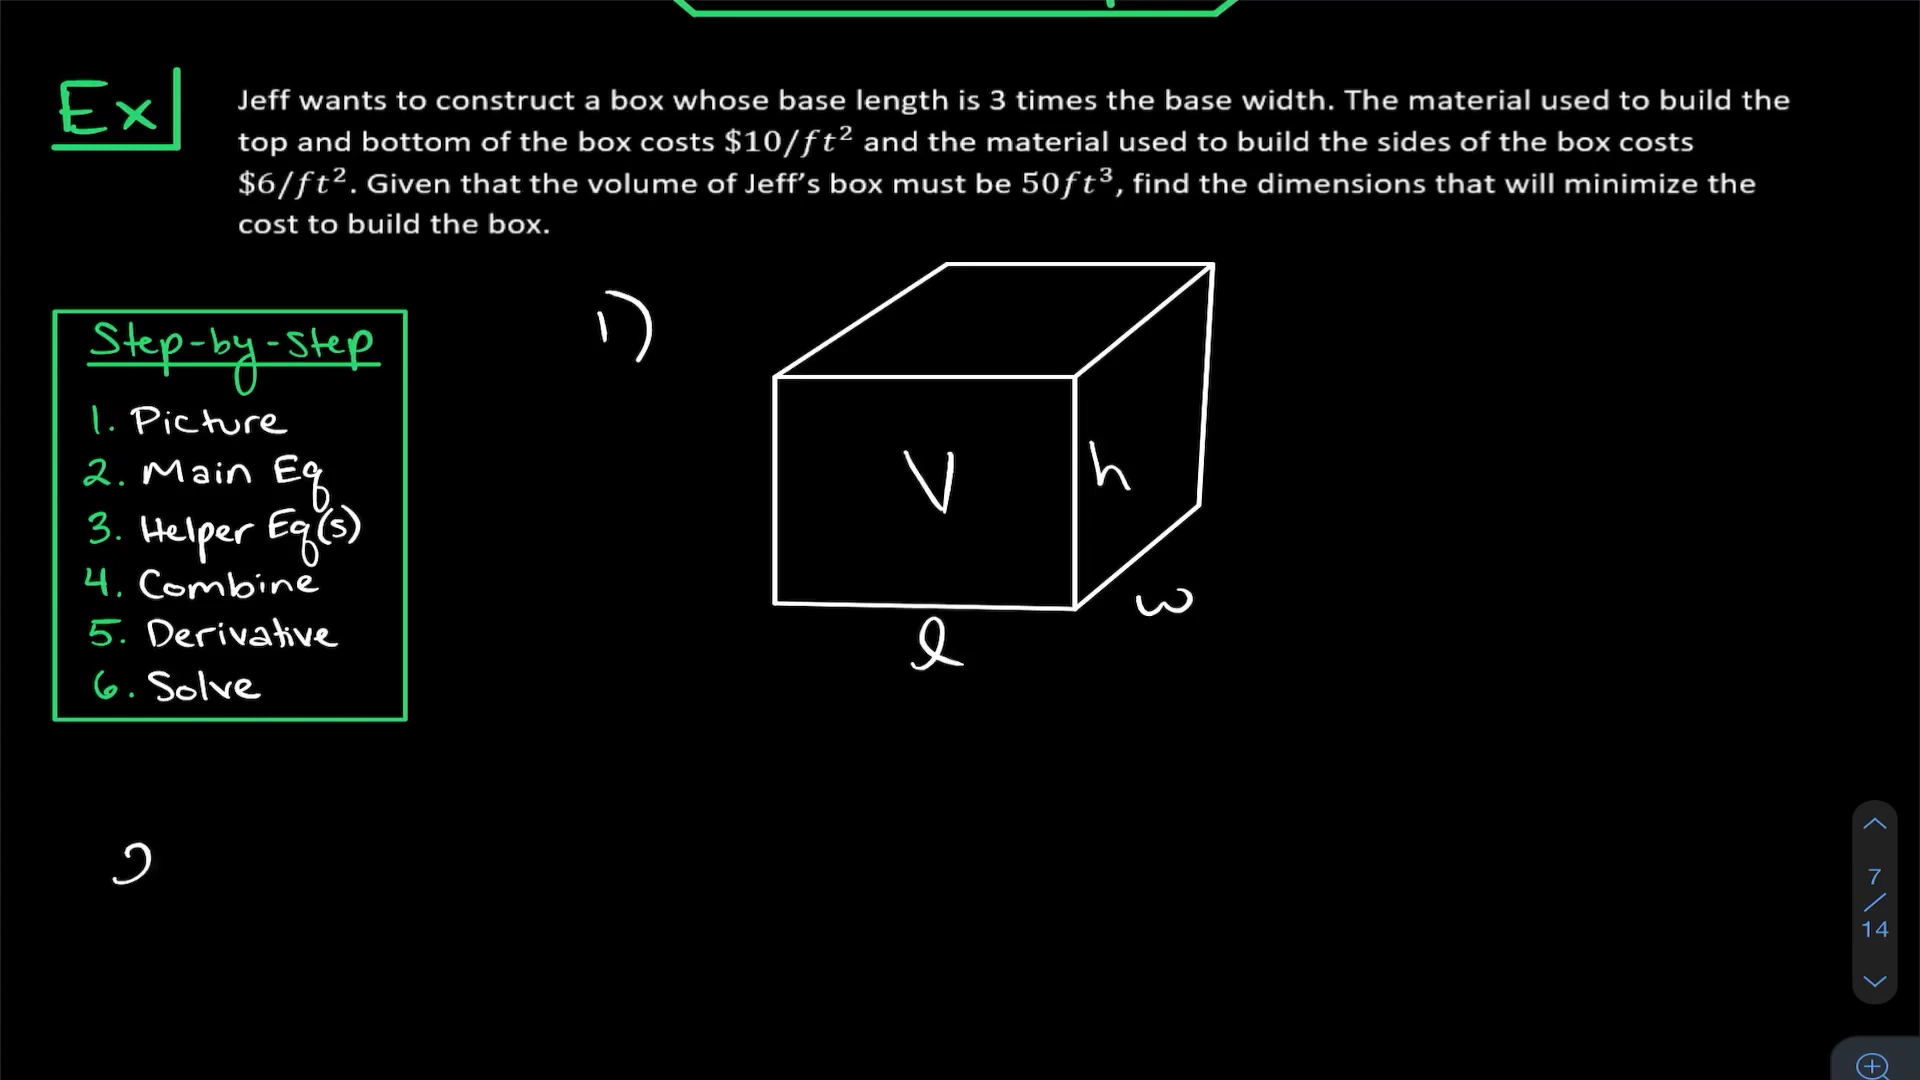 Ex
Jeff wants to construct a box whose base length is 3 times the base width. The material used to build the
top and bottom of the box costs $10/ft² and the material used to build the sides of the box costs
$6/ft². Given that the volume of Jeff's box must be 50ft³, find the dimensions that will minimize the
cost to build the box.
Step-by-step
1. Picture
2. Main Eq
3. Helper Eq(s)
4. Combine
5. Derivative
6. Solve
1)
V
h
w
l
7
/
14